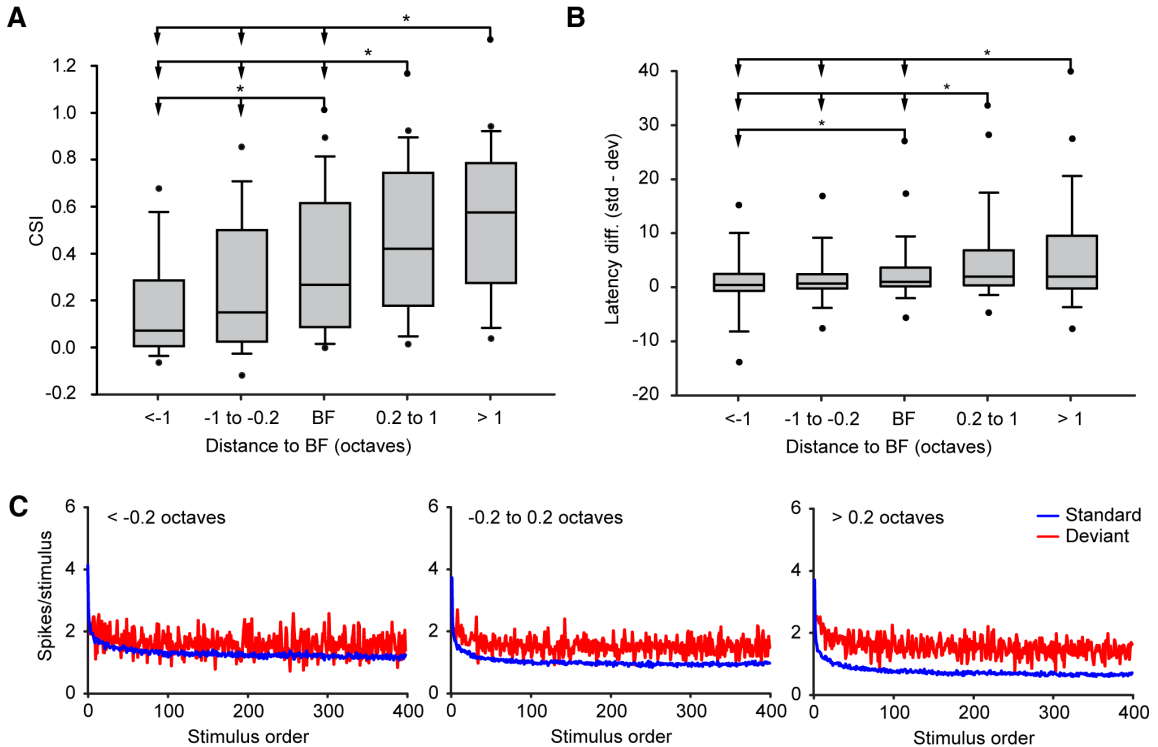 A
*
*
*
1.2
1.0
0.8
0.6
0.4
0.2
0.0
-0.2
CSI
<-1
-1 to -0.2
BF
0.2 to 1
> 1
Distance to BF (octaves)
B
*
*
*
40
30
20
10
0
-10
-20
Latency diff. (std - dev)
<-1
-1 to -0.2
BF
0.2 to 1
> 1
Distance to BF (octaves)
C
6
4
2
0
Spikes/stimulus
< -0.2 octaves
0
100
200
300
400
Stimulus order
6
4
2
0
-0.2 to 0.2 octaves
0
100
200
300
400
Stimulus order
6
4
2
0
> 0.2 octaves
Standard
Deviant
0
100
200
300
400
Stimulus order